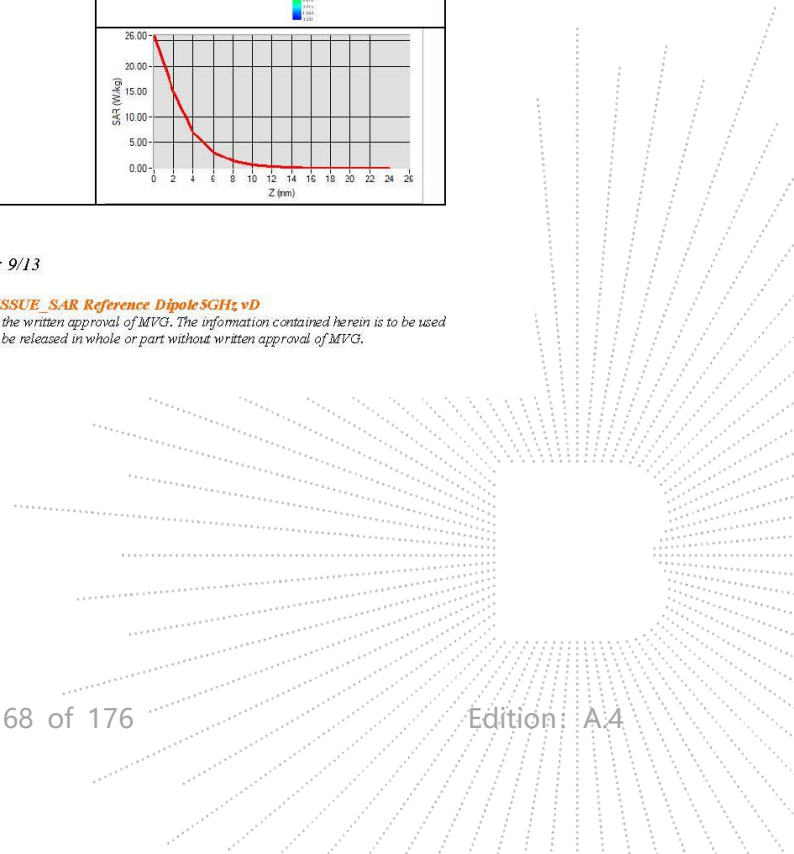 26.00
20.00
15.00
10.00
5.00
0.00
SAR (W/kg)
0 2 4 6 8 10 12 14 16 18 20 22 24 26
Z (mm)
: 9/13
ISSUE_SAR Reference Dipole5GHz vD
the written approval of MVG. The information contained herein is to be used
be released in whole or part without written approval of MVG.
68 of 176
Edition: A.4